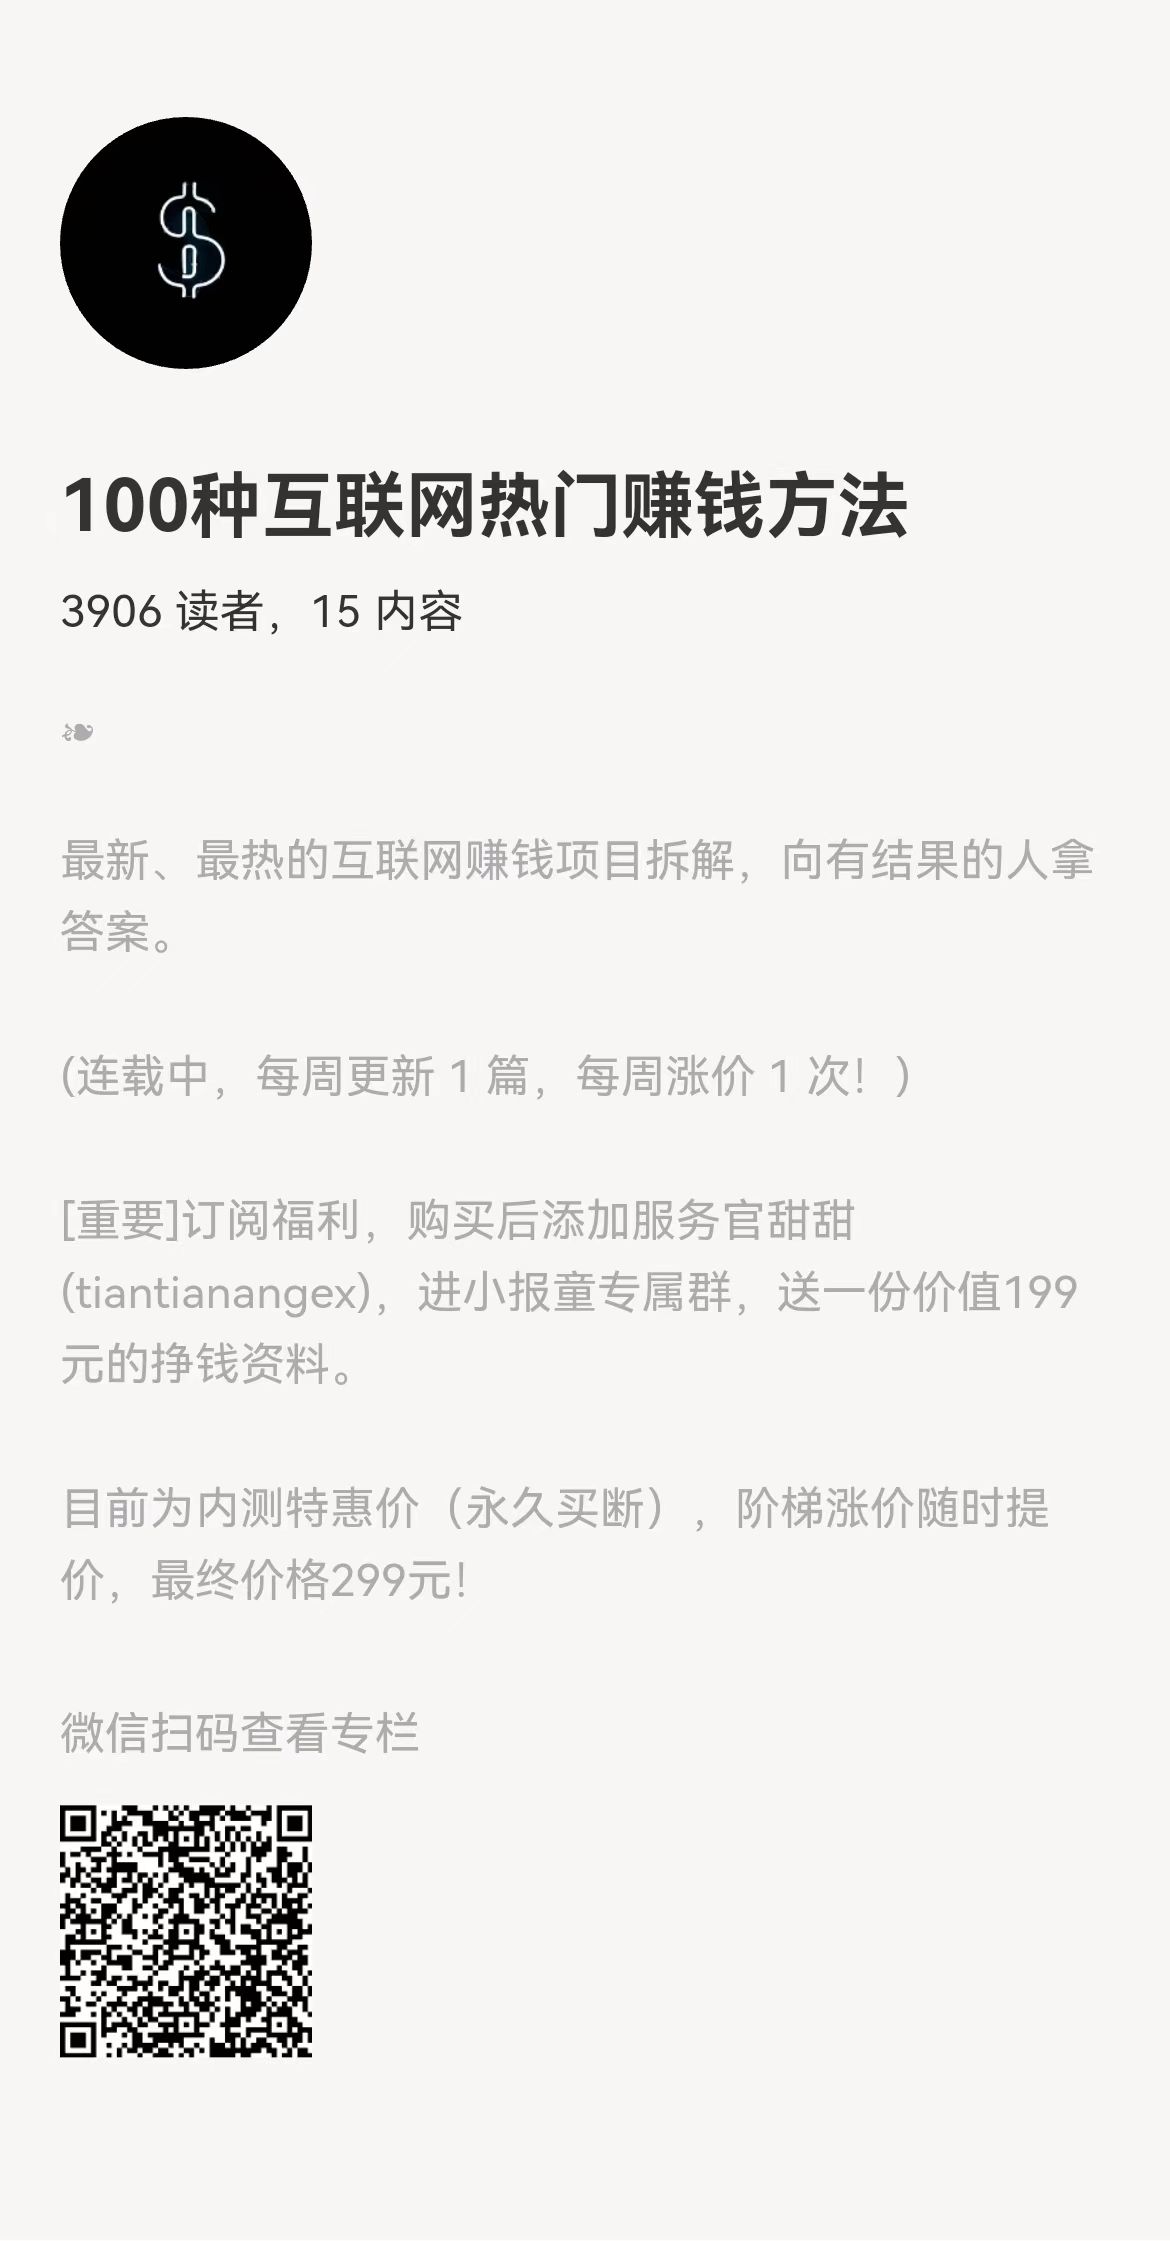 100种互联网热门赚钱方法
3906 读者，15 内容
❧
最新、最热的互联网赚钱项目拆解，向有结果的人拿
答案。
(连载中，每周更新 1 篇，每周涨价 1 次！)
[重要]订阅福利，购买后添加服务官甜甜
(tiantianangex)，进小报童专属群，送一份价值199
元的挣钱资料。
目前为内测特惠价（永久买断），阶梯涨价随时提
价，最终价格299元！
微信扫码查看专栏